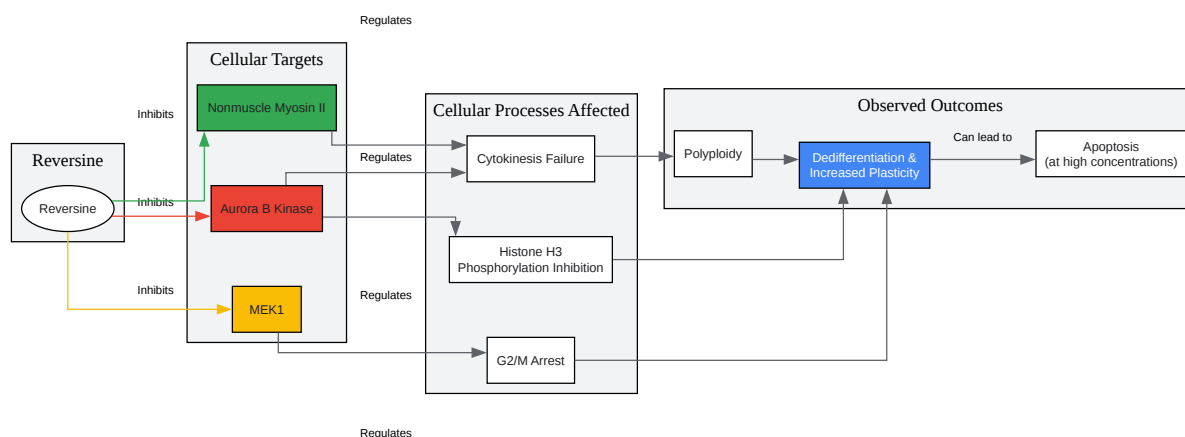 Regulates
Cellular Targets
Nonmuscle Myosin II
Inhibits
Observed Outcomes
Cellular Processes Affected
Reversine
Regulates
Cytokinesis Failure
Polyploidy
Dedifferentiation &
Increased Plasticity
Can lead to
Apoptosis
(at high concentrations)
Reversine
Inhibits
Aurora B Kinase
Histone H3
Phosphorylation Inhibition
Inhibits
MEK1
Regulates
G2/M Arrest
Regulates